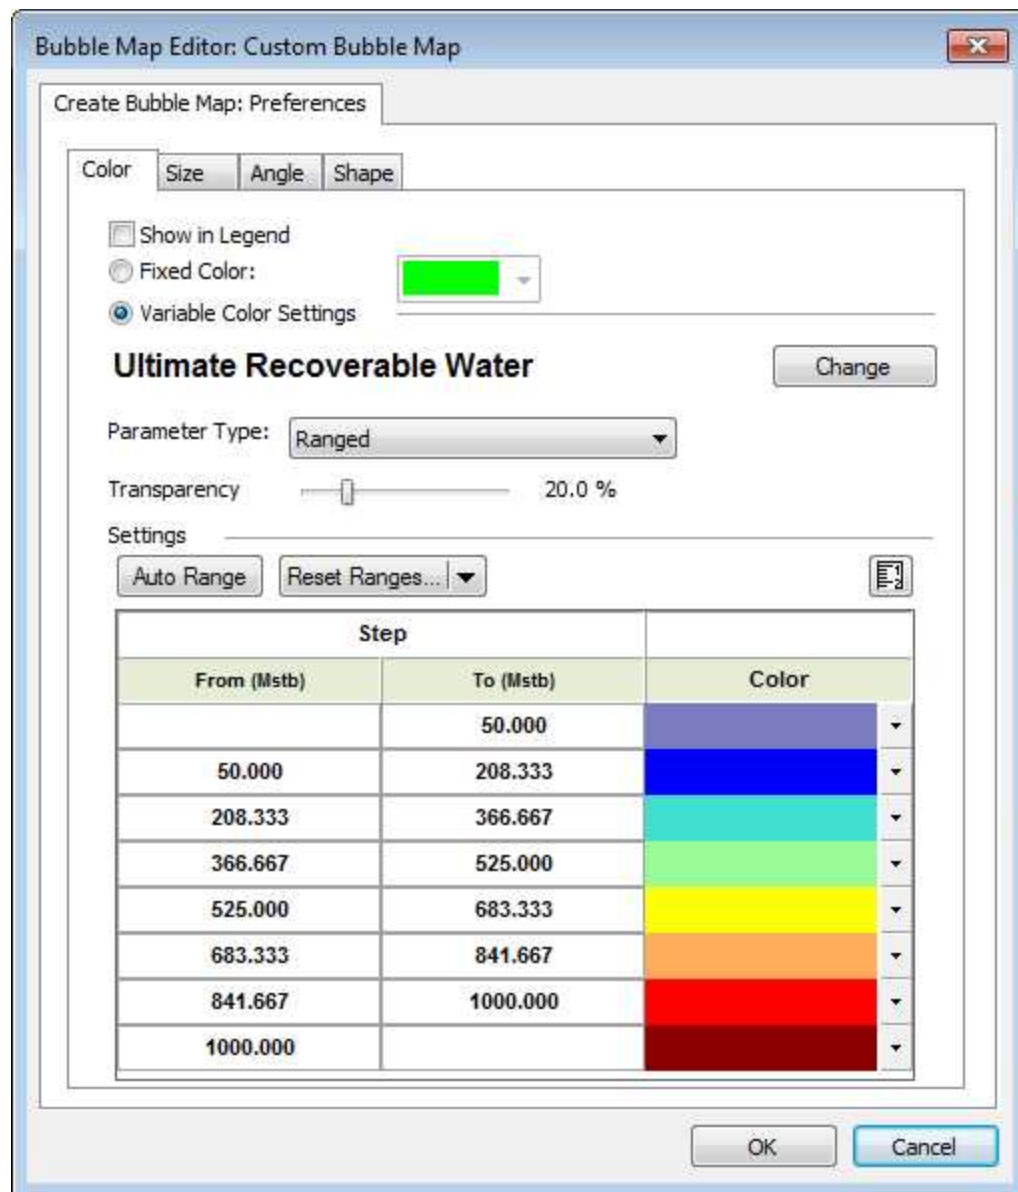 Bubble Map Editor: Custom Bubble Map
Create Bubble Map: Preferences
Color Size Angle Shape
Show in Legend
Fixed Color:
Variable Color Settings
Ultimate Recoverable Water Change
Parameter Type: Ranged
Transparency 20.0 %
Settings
Auto Range Reset Ranges...
Step
From (Mstb) To (Mstb) Color
50.000
50.000 208.333
208.333 366.667
366.667 525.000
525.000 683.333
683.333 841.667
841.667 1000.000
1000.000
OK Cancel